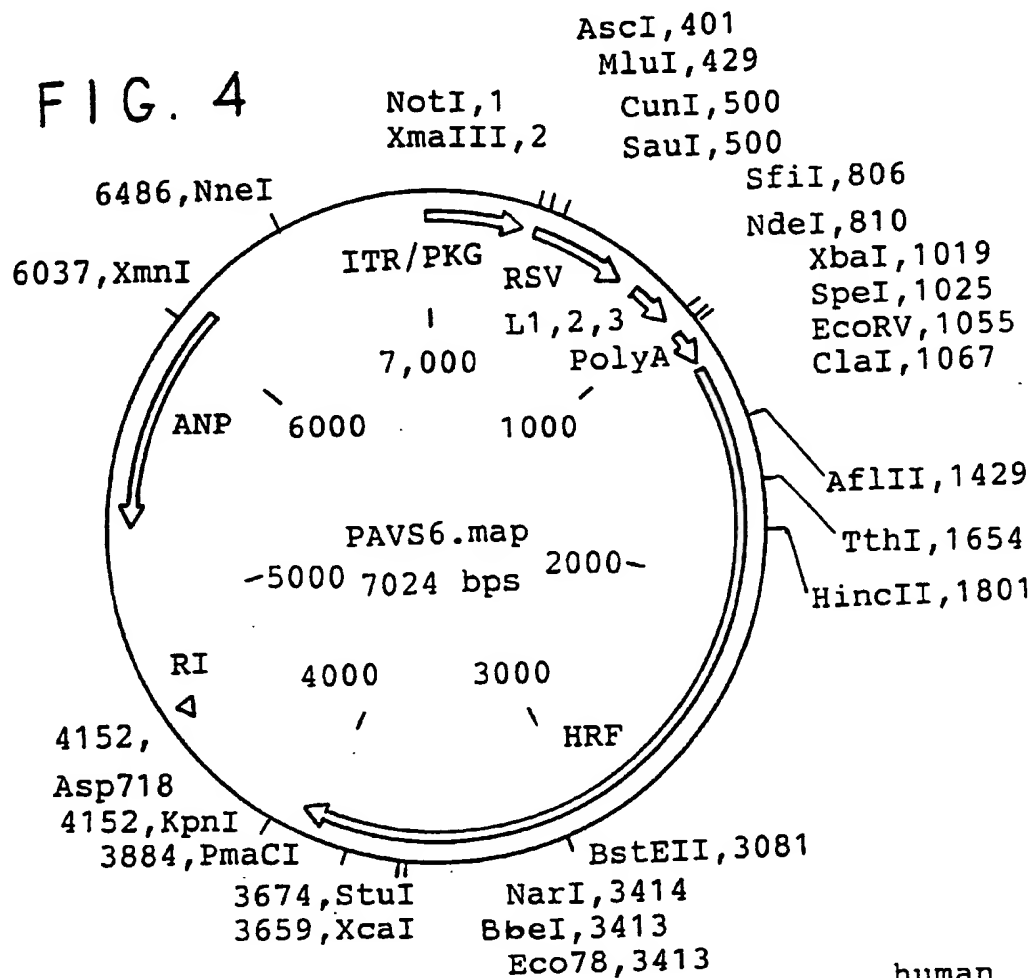 FIG. 4
AscI,401
MluI,429
CunI,500
SauI,500
NotI,1
XmaIII,2
SfiI,806
NdeI,810
XbaI,1019
SpeI,1025
EcoRV,1055
ClaI,1067
6486,NneI
6037,XmnI
ITR/PKG
RSV
L1,2,3
PolyA
7,000
1000
6000
ANP
AflII,1429
TthI,1654
HincII,1801
PAVS6.map
7024 bps
2000
5000
RI
4000
3000
HRF
4152,
Asp718
4152,KpnI
3884,PmaCI
3674,StuI
3659,XcaI
BstEII,3081
NarI,3414
BbeI,3413
Eco78,3413
human